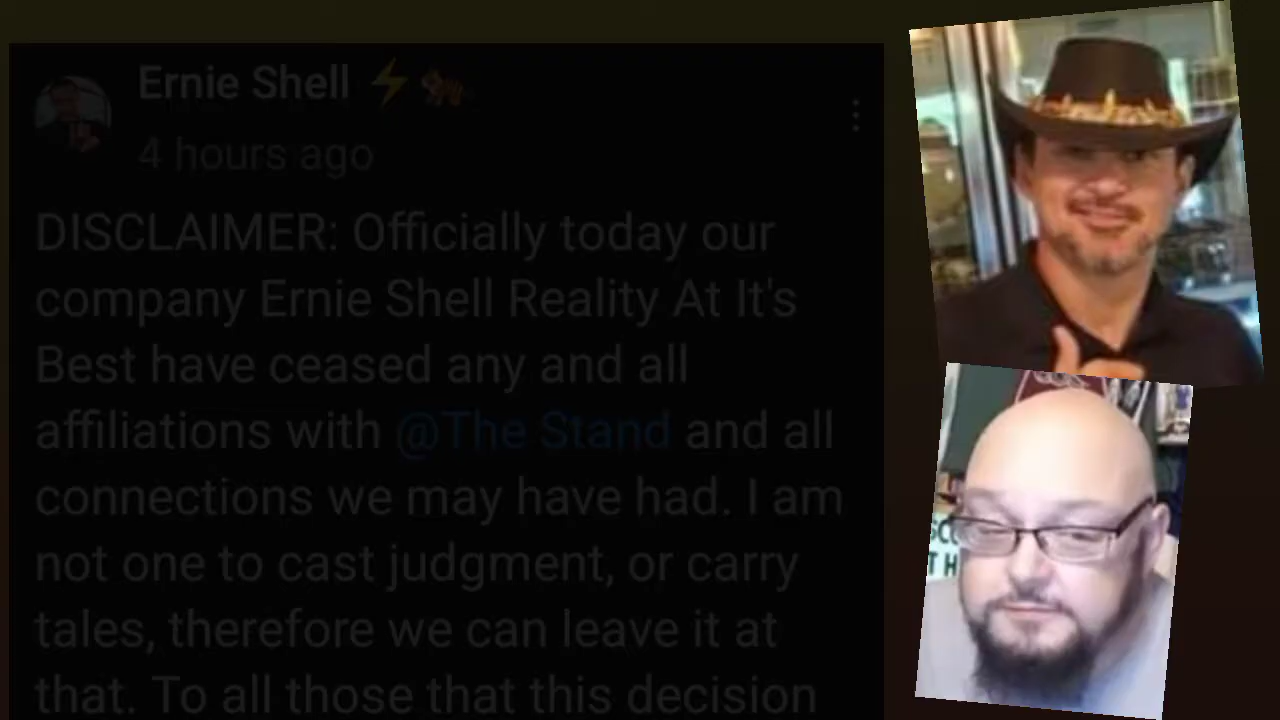 Ernie Shell ⚡🐅
4 hours ago
DISCLAIMER: Officially today our
company Ernie Shell Reality At It's
Best have ceased any and all
affiliations with @The Stand and all
connections we may have had. I am
not one to cast judgment, or carry
tales, therefore we can leave it at
that. To all those that this decision